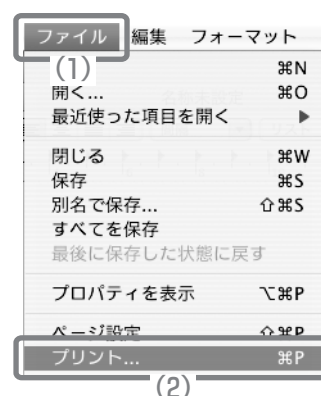 ファイル 編集 フォーマット
(1) ⌘N
開く... ⌘O
最近使った項目を開く ▶
閉じる ⌘W
保存 ⌘S
別名で保存... ⇧⌘S
すべてを保存
最後に保存した状態に戻す
プロパティを表示 ⌥⌘P
ページ設定 ⇧⌘P
プリント... ⌘P
(2)